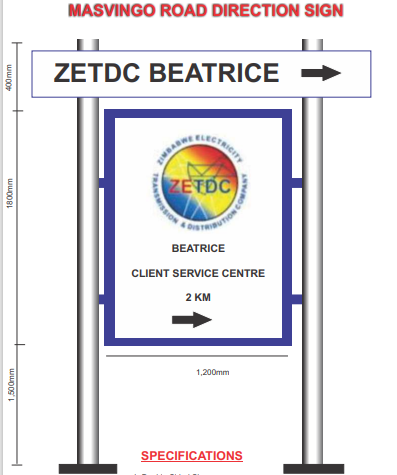 MASVINGO ROAD DIRECTION SIGN
400mm
ZETDC BEATRICE
1800mm
ZIMBABWE ELECTRICITY
ZETDC
TRANSMISSION & DISTRIBUTION COMPANY
BEATRICE
CLIENT SERVICE CENTRE
2 KM
1,500mm
1,200mm
SPECIFICATIONS